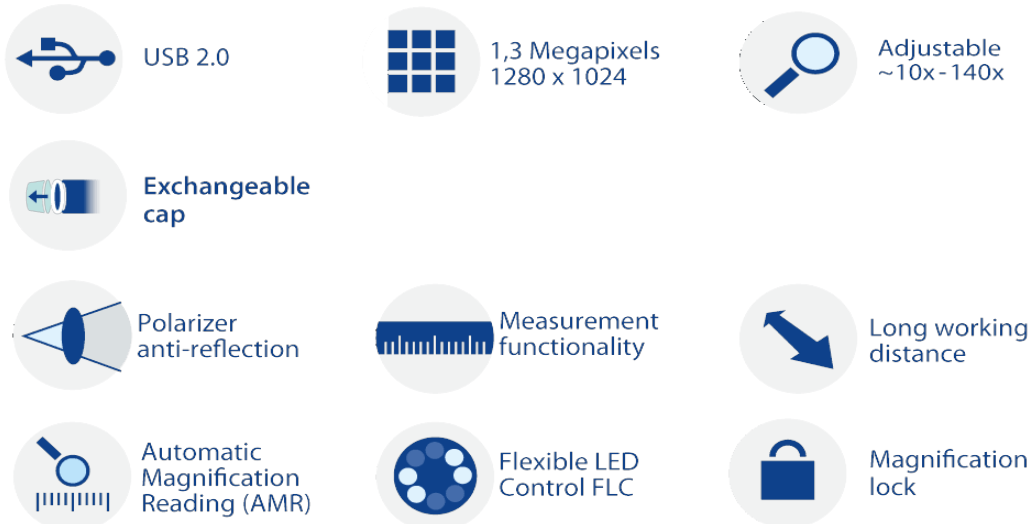 USB 2.0
1,3 Megapixels
1280 x 1024
Adjustable
~10x-140x
Exchangeable
cap
Polarizer
anti-reflection
Measurement
functionality
Long working
distance
Automatic
Magnification
Reading (AMR)
Flexible LED
Control FLC
Magnification
lock